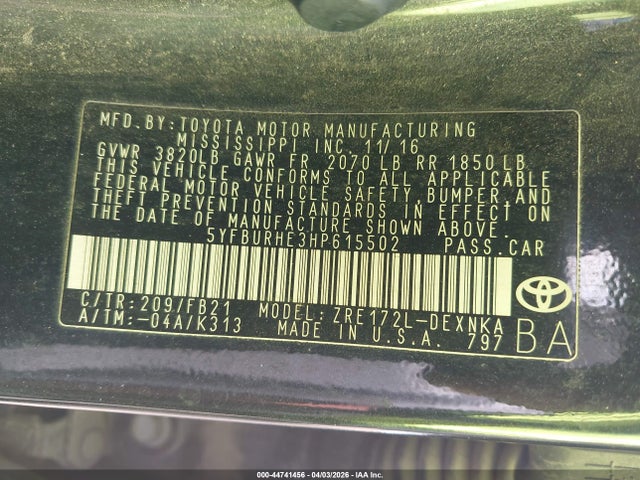 MFD.BY:TOYOTA MOTOR MANUFACTURING
MISSISSIPPI INC. 11/16
GVWR 3820LB GAWR FR 2070 LB RR 1850 LB
THIS VEHICLE CONFORMS TO ALL APPLICABLE
FEDERAL MOTOR VEHICLE SAFETY,BUMPER,AND
THEFT PREVENTION STANDARDS IN EFFECT ON
THE DATE OF MANUFACTURE SHOWN ABOVE.
5YFBURHE3HP615502 PASS.CAR
C/TR:209/FB21 MODEL: ZRE172L-DEXNKA
A/TM:-04A/K313 MADE IN U.S.A. 797
BA
000-44741456 | 04/03/2026 | IAA Inc.